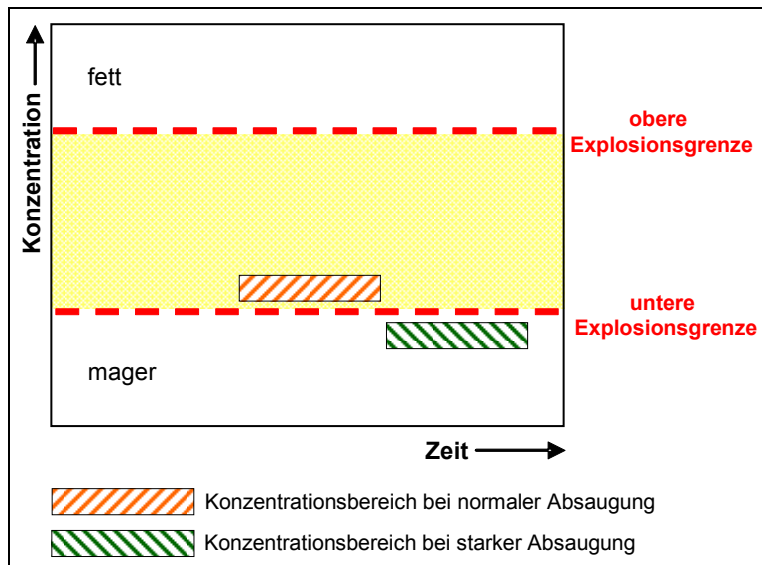 fett
Konzentration
obere
Explosionsgrenze
untere
Explosionsgrenze
mager
Zeit
Konzentrationsbereich bei normaler Absaugung
Konzentrationsbereich bei starker Absaugung